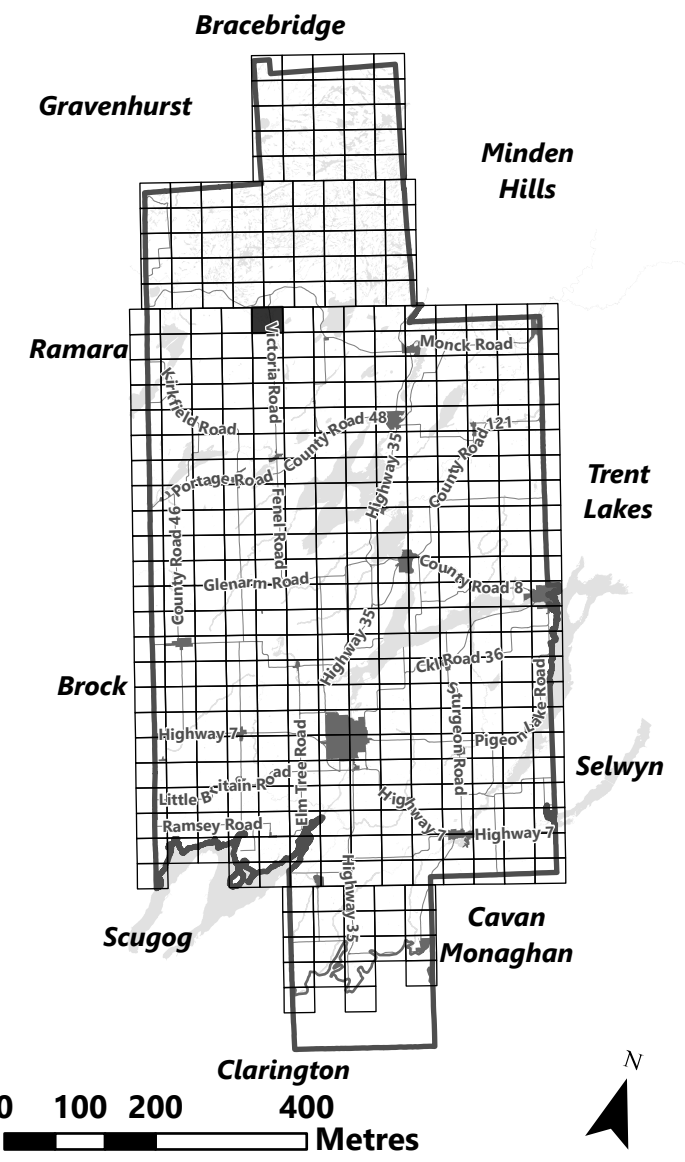 Bracebridge
Gravenhurst
Minden
Hills
Ramara
Victoria Road
Monck Road
Kirkfield Road
County Road 48
County Road 121
Highway 35
Portage Road
Trent
Lakes
County Road 46
Fenel Road
Glenarm Road
County Road 8
Highway 35
Ckl Road 36
Brock
Sturgeon Road
Pigeon Lake Road
Highway 7
Elm Tree Road
Selwyn
Little Britain Road
Highway 7
Ramsey Road
Highway 7
Highway 35
Scugog
Cavan
Monaghan
Clarington
N
0 100 200 400
Metres